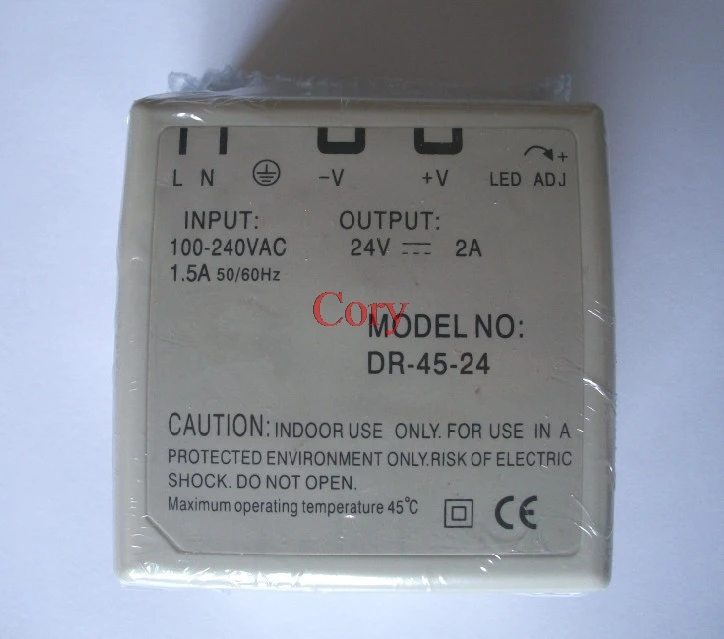 L N -V +V LED ADJ +
INPUT: OUTPUT:
100-240VAC 24V 2A
1.5A 50/60Hz
Cory
MODEL NO:
DR-45-24
CAUTION: INDOOR USE ONLY. FOR USE IN A
PROTECTED ENVIRONMENT ONLY.RISK OF ELECTRIC
SHOCK. DO NOT OPEN.
Maximum operating temperature 45°C CE